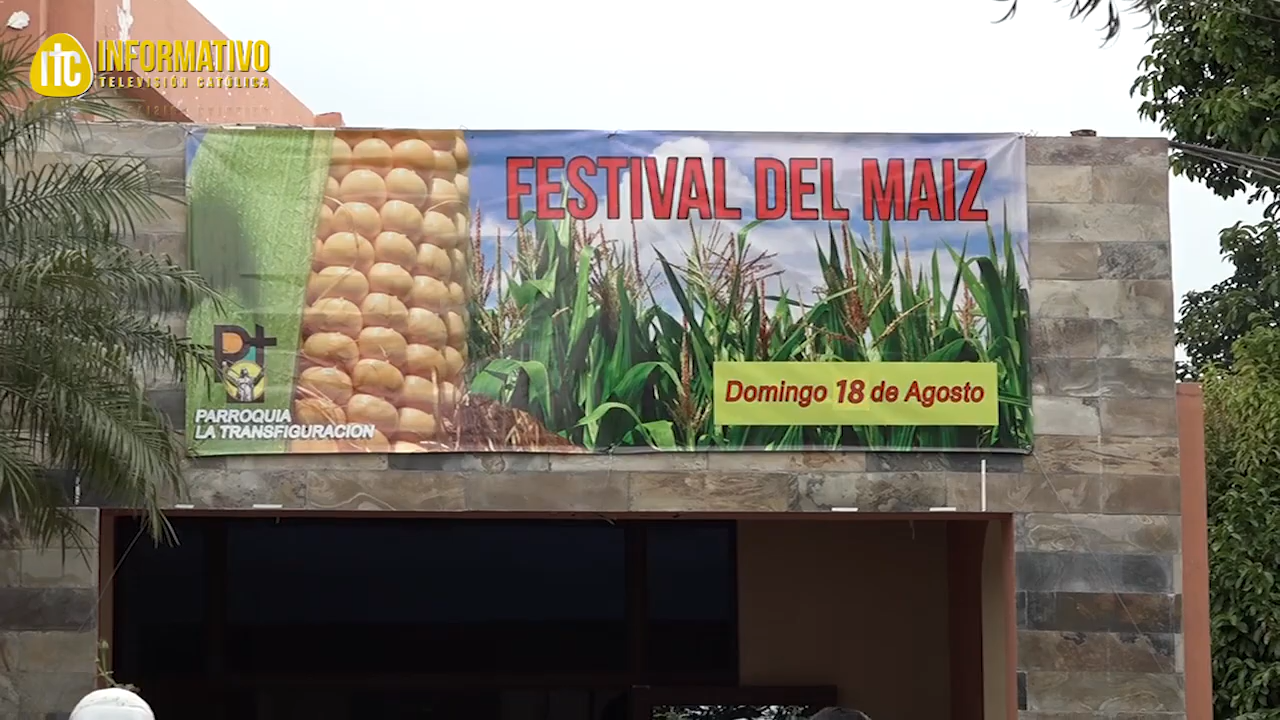 itc INFORMATIVO
TELEVISIÓN CATÓLICA
FESTIVAL DEL MAIZ
Domingo 18 de Agosto
PARROQUIA
LA TRANSFIGURACION